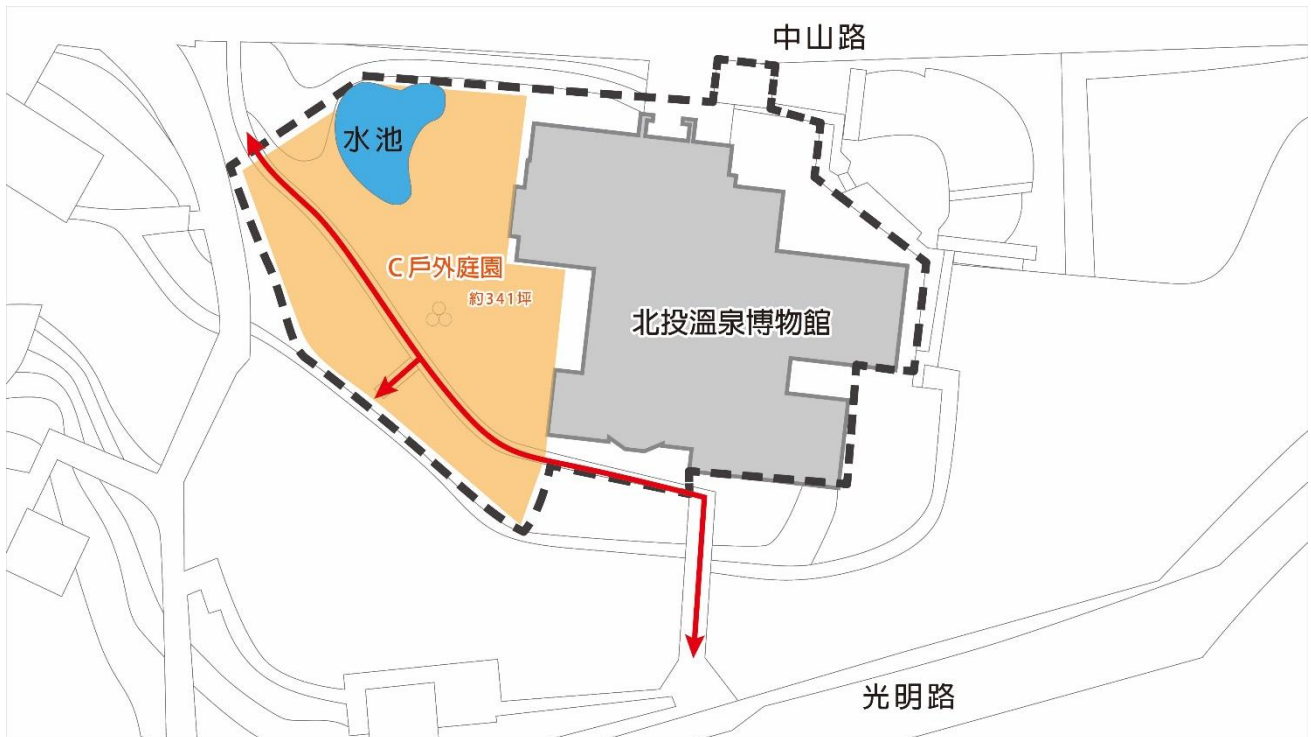 中山路
水池
C戶外庭園
約341坪
北投溫泉博物館
光明路